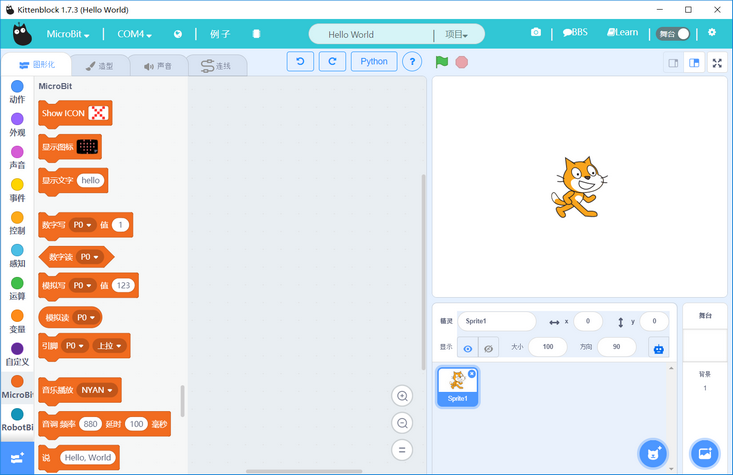 Kittenblock 1.7.3 (Hello World)
MicroBit COM4 例子 Hello World 项目 BBS Learn 舞台
图形化 造型 声音 连线 Python ?
动作
外观
声音
事件
控制
感知
运算
变量
自定义
MicroBit
RobotBi
MicroBit
Show ICON
显示图标
显示文字 hello
数字写 P0 值 1
数字读 P0
模拟写 P0 值 123
模拟读 P0
引脚 P0 上拉
音乐播放 NYAN
音调 频率 880 延时 100 毫秒
说 Hello, World
精灵 Sprite1 x 0 y 0
显示 大小 100 方向 90
Sprite1
舞台
背景
1